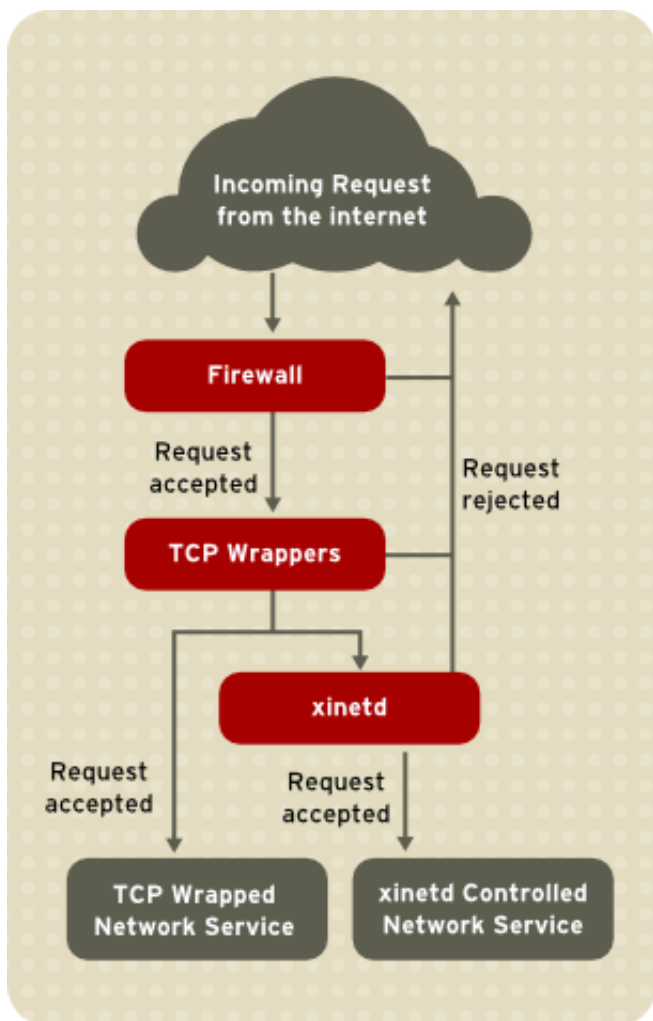 Incoming Request
from the internet
Firewall
Request
accepted
Request
rejected
TCP Wrappers
xinetd
Request
accepted
Request
accepted
TCP Wrapped
Network Service
xinetd Controlled
Network Service